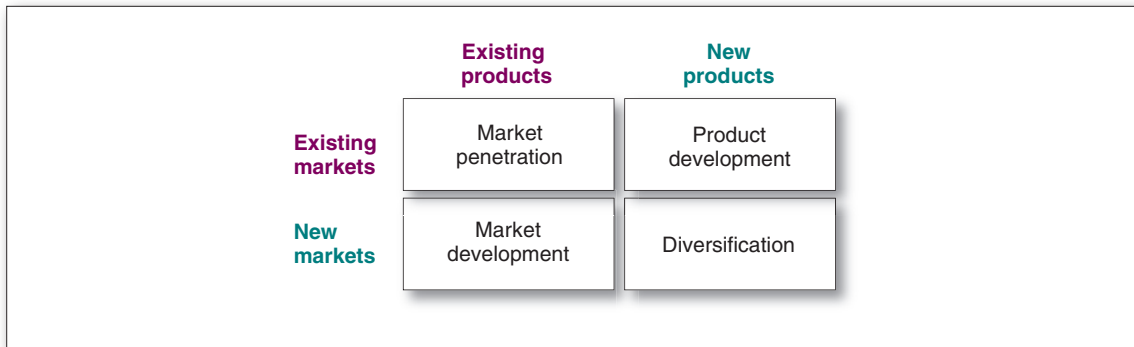 Existing
products
New
products
Existing
markets
Market
penetration
Product
development
New
markets
Market
development
Diversification